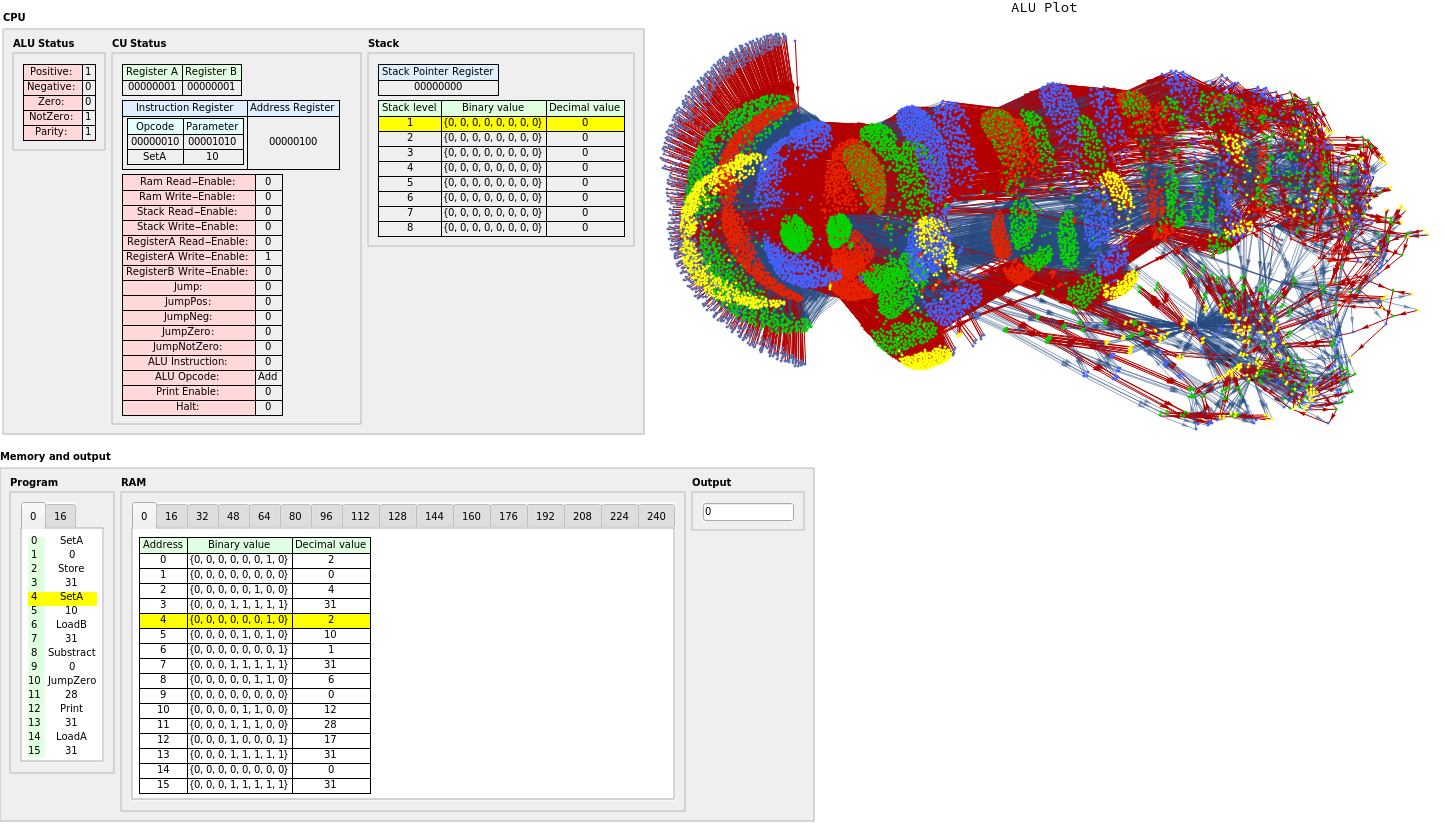 ALU Plot
CPU
ALU Status
Positive: 1
Negative: 0
Zero: 0
NotZero: 1
Parity: 1
CU Status
Register A Register B
00000001 00000001
Instruction Register Address Register
Opcode Parameter
00000010 00001010 00000100
SetA 10
Ram Read−Enable: 0
Ram Write−Enable: 0
Stack Read−Enable: 0
Stack Write−Enable: 0
RegisterA Read−Enable: 0
RegisterA Write−Enable: 1
RegisterB Write−Enable: 0
Jump: 0
JumpPos: 0
JumpNeg: 0
JumpZero: 0
JumpNotZero: 0
ALU Instruction: 0
ALU Opcode: Add
Print Enable: 0
Halt: 0
Stack
Stack Pointer Register
00000000
Stack level Binary value Decimal value
1 {0, 0, 0, 0, 0, 0, 0, 0} 0
2 {0, 0, 0, 0, 0, 0, 0, 0} 0
3 {0, 0, 0, 0, 0, 0, 0, 0} 0
4 {0, 0, 0, 0, 0, 0, 0, 0} 0
5 {0, 0, 0, 0, 0, 0, 0, 0} 0
6 {0, 0, 0, 0, 0, 0, 0, 0} 0
7 {0, 0, 0, 0, 0, 0, 0, 0} 0
8 {0, 0, 0, 0, 0, 0, 0, 0} 0
Memory and output
Program
0 16
0 SetA
1 0
2 Store
3 31
4 SetA
5 10
6 LoadB
7 31
8 Substract
9 0
10 JumpZero
11 28
12 Print
13 31
14 LoadA
15 31
RAM
0 16 32 48 64 80 96 112 128 144 160 176 192 208 224 240
Address Binary value Decimal value
0 {0, 0, 0, 0, 0, 0, 1, 0} 2
1 {0, 0, 0, 0, 0, 0, 0, 0} 0
2 {0, 0, 0, 0, 0, 1, 0, 0} 4
3 {0, 0, 0, 1, 1, 1, 1, 1} 31
4 {0, 0, 0, 0, 0, 0, 1, 0} 2
5 {0, 0, 0, 0, 1, 0, 1, 0} 10
6 {0, 0, 0, 0, 0, 0, 0, 1} 1
7 {0, 0, 0, 1, 1, 1, 1, 1} 31
8 {0, 0, 0, 0, 0, 1, 1, 0} 6
9 {0, 0, 0, 0, 0, 0, 0, 0} 0
10 {0, 0, 0, 0, 1, 1, 0, 0} 12
11 {0, 0, 0, 1, 1, 1, 0, 0} 28
12 {0, 0, 0, 1, 0, 0, 0, 1} 17
13 {0, 0, 0, 1, 1, 1, 1, 1} 31
14 {0, 0, 0, 0, 0, 0, 0, 0} 0
15 {0, 0, 0, 1, 1, 1, 1, 1} 31
Output
0